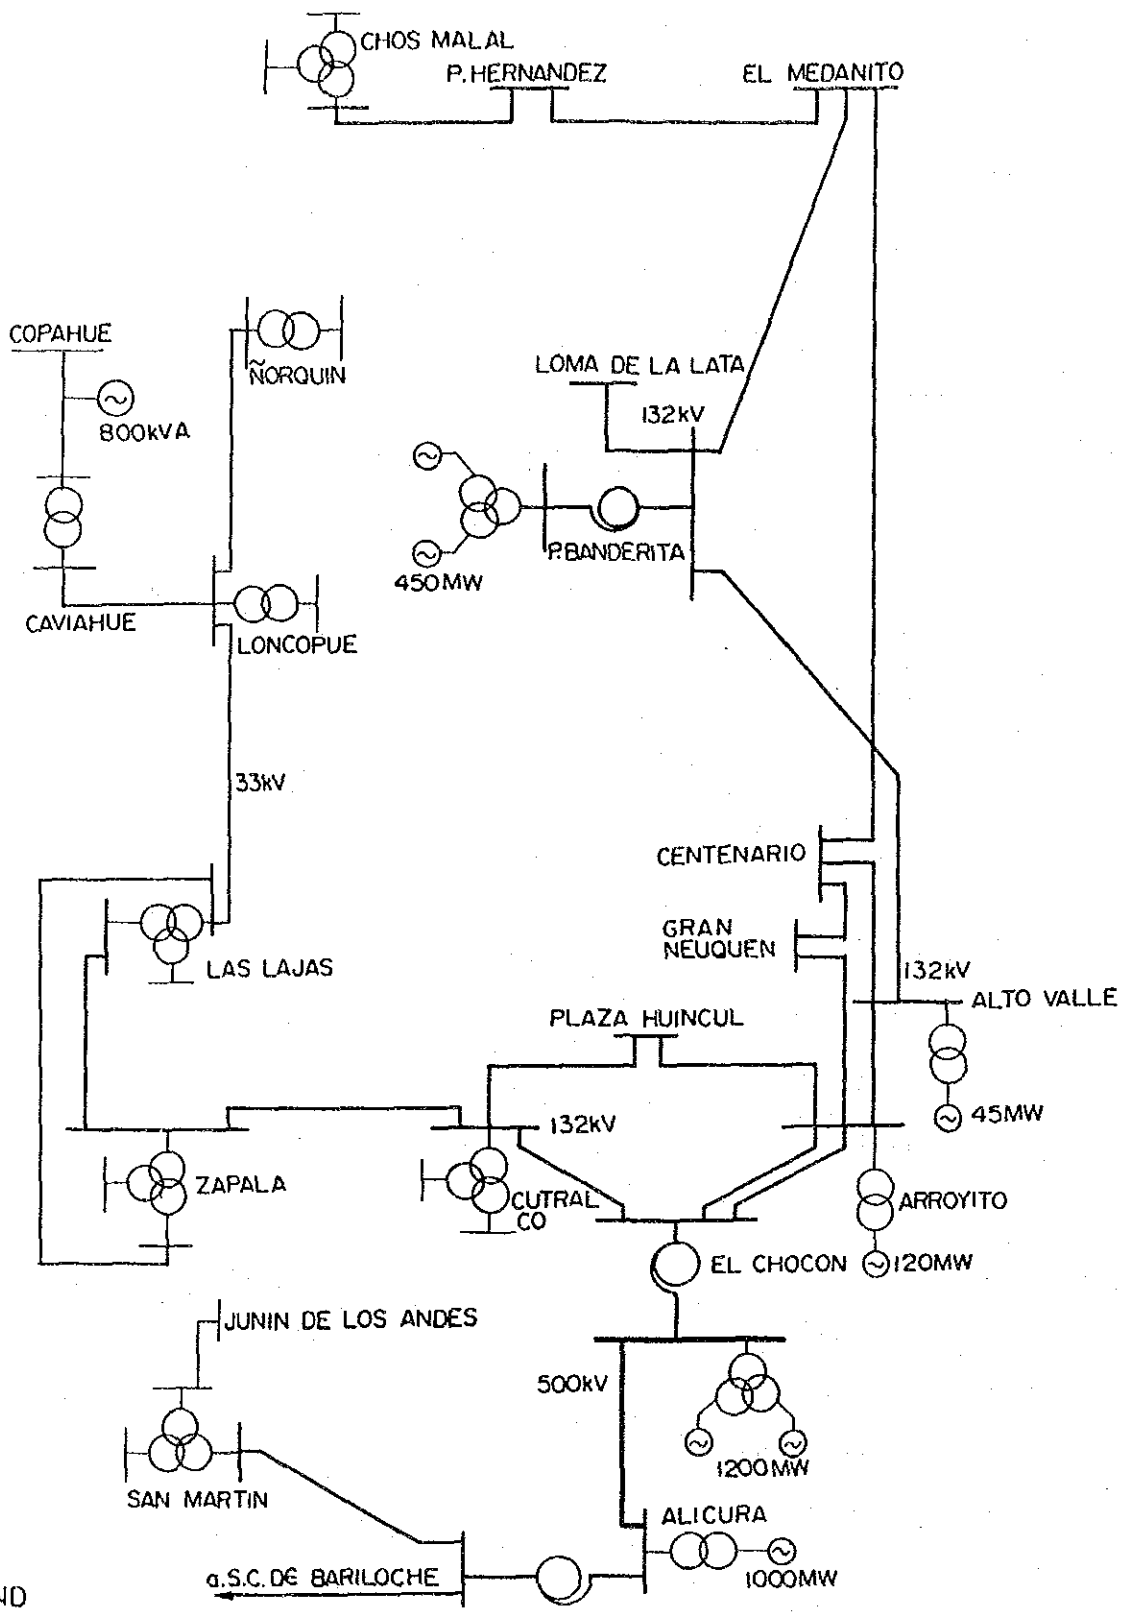 CHOS MALAL
P. HERNANDEZ
EL MEDANITO
COPAHUE
800kVA
ÑORQUIN
LOMA DE LA LATA
132kV
P. BANDERITA
450MW
CAVIAHUE
LONCOPUE
33kV
CENTENARIO
GRAN
NEUQUEN
LAS LAJAS
132kV
ALTO VALLE
PLAZA HUINCUL
45MW
132kV
ZAPALA
CUTRAL
CO
ARROYITO
EL CHOCON
120MW
JUNIN DE LOS ANDES
500kV
1200MW
SAN MARTIN
ALICURA
a.S.C. DE BARILOCHE
1000MW
ND